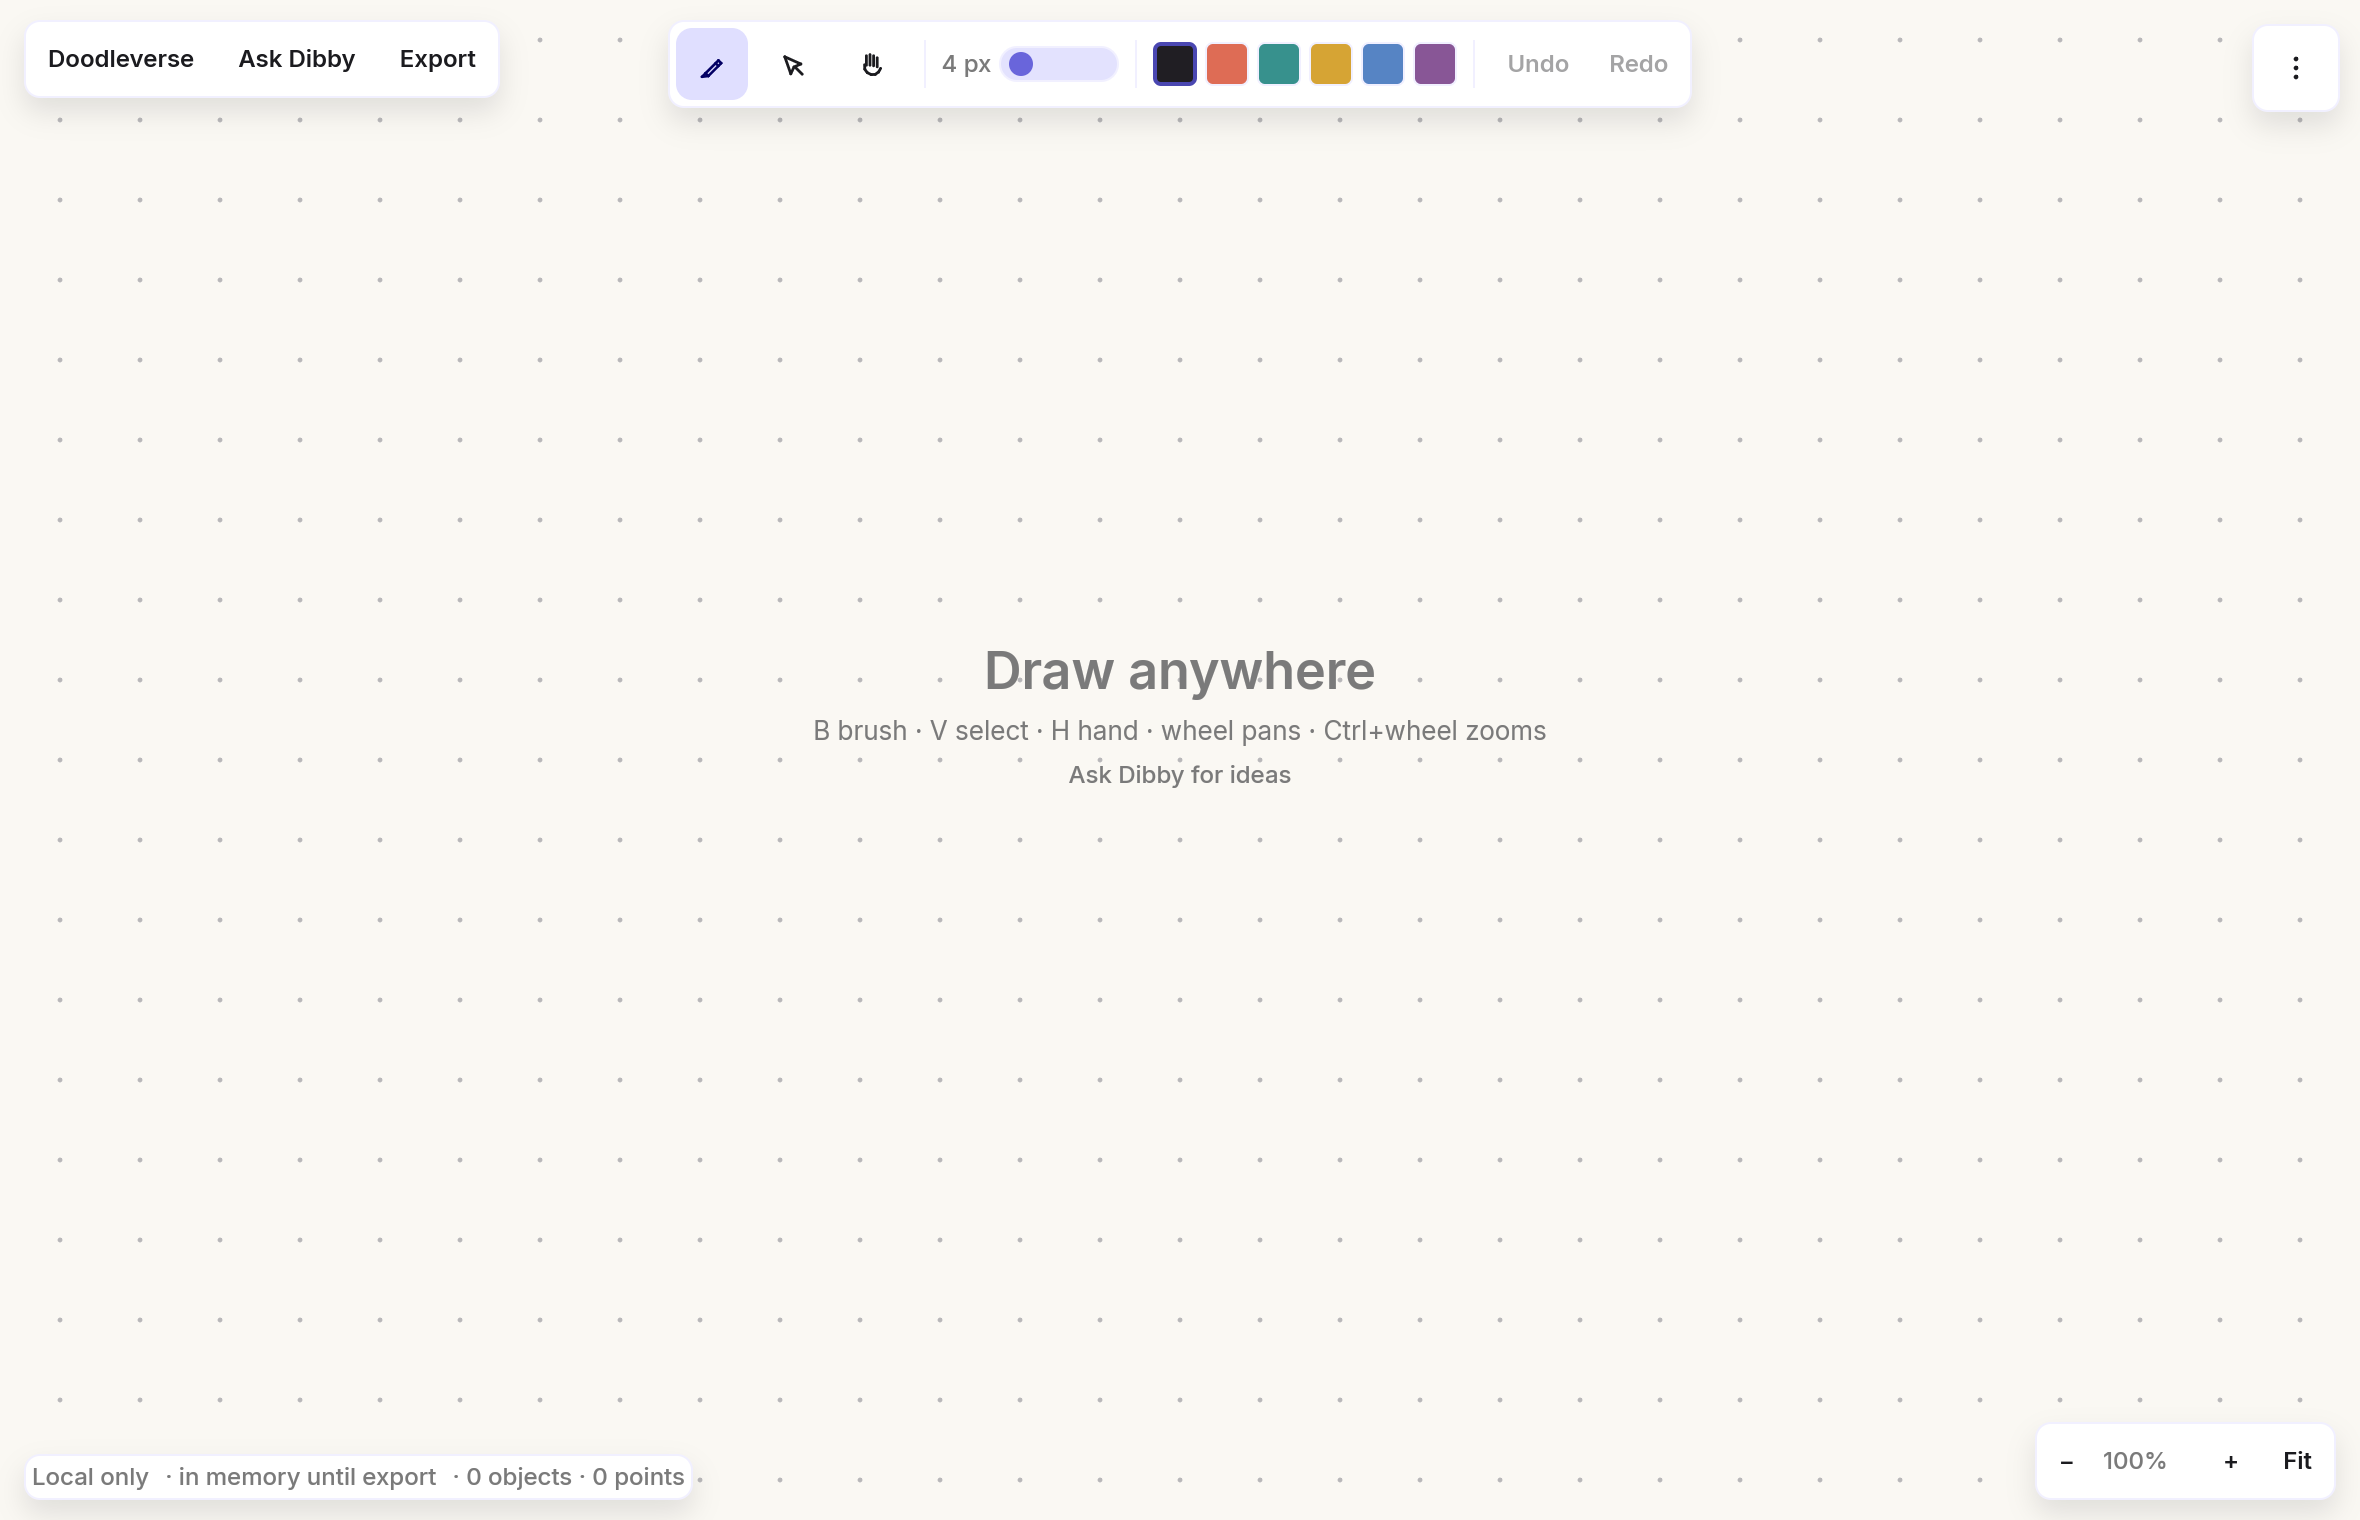 Doodleverse Ask Dibby Export
4 px
Undo Redo
Draw anywhere
B brush · V select · H hand · wheel pans · Ctrl+wheel zooms
Ask Dibby for ideas
Local only · in memory until export · 0 objects · 0 points
– 100% + Fit